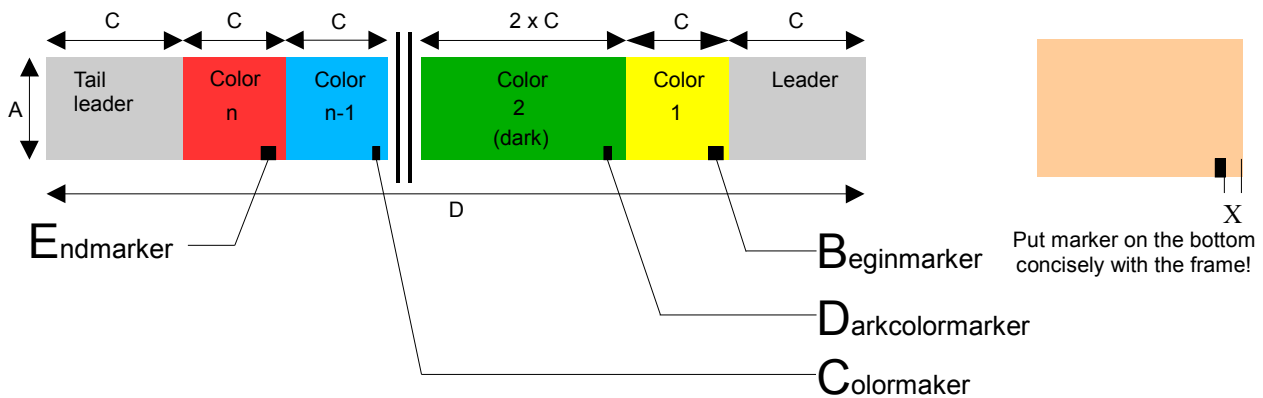 C C C 2 x C C C
A
Tail
leader
Color
n
Color
n-1
Color
2
(dark)
Color
1
Leader
D
X
Endmarker
Beginmarker
Put marker on the bottom
concisely with the frame!
Darkcolormarker
Colormaker